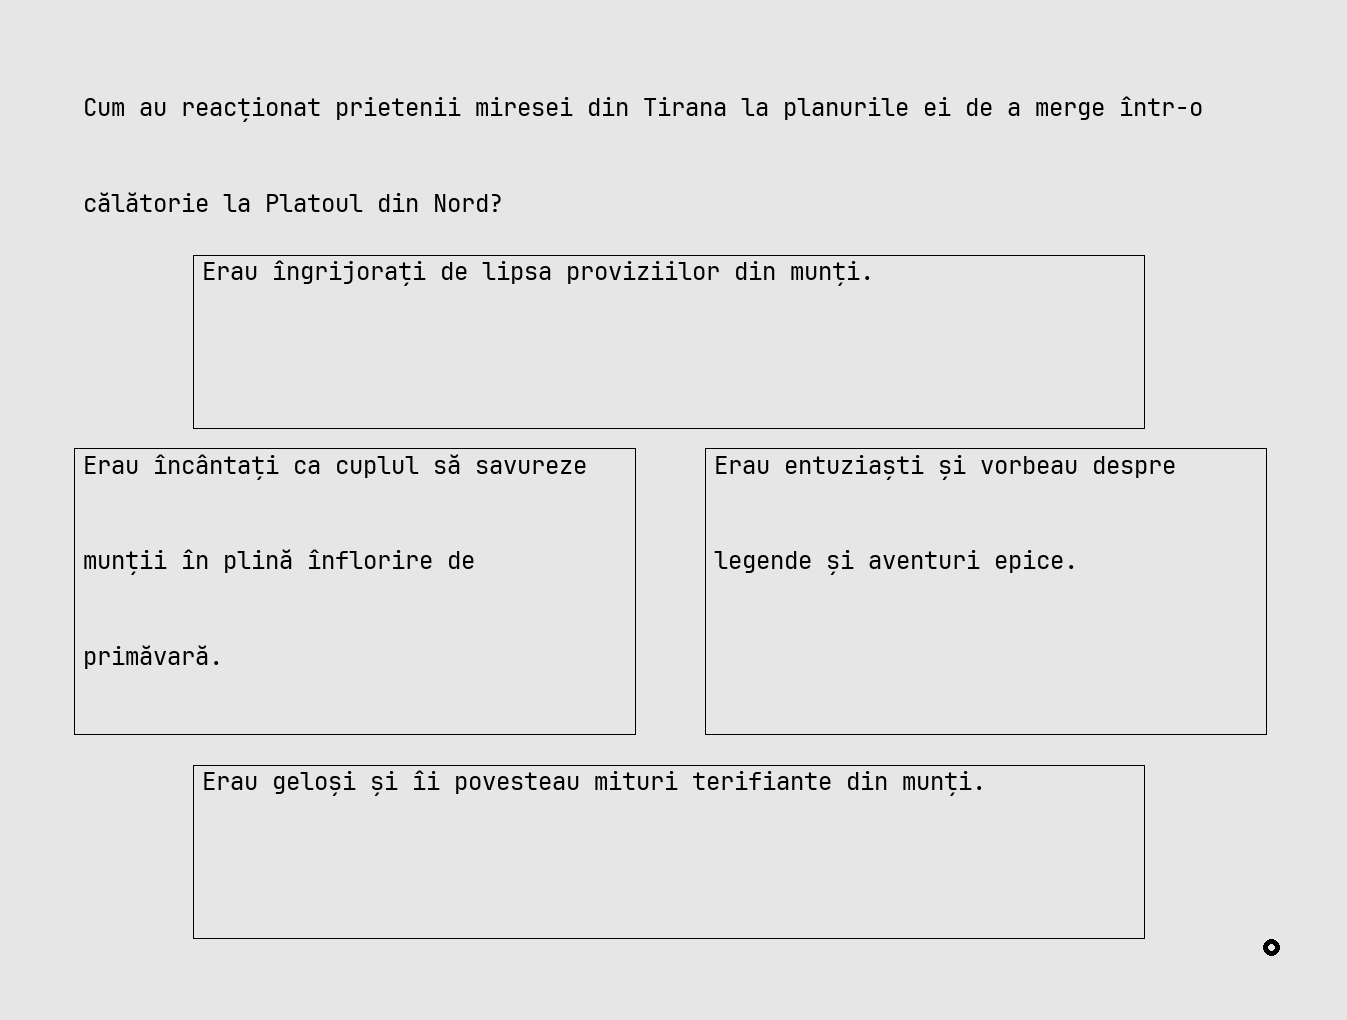 Cum au reacționat prietenii miresei din Tirana la planurile ei de a merge într-o
călătorie la Platoul din Nord?
Erau îngrijorați de lipsa proviziilor din munți.
Erau încântați ca cuplul să savureze
munții în plină înflorire de
primăvară.
Erau entuziaști și vorbeau despre
legende și aventuri epice.
Erau geloși și îi povesteau mituri terifiante din munți.